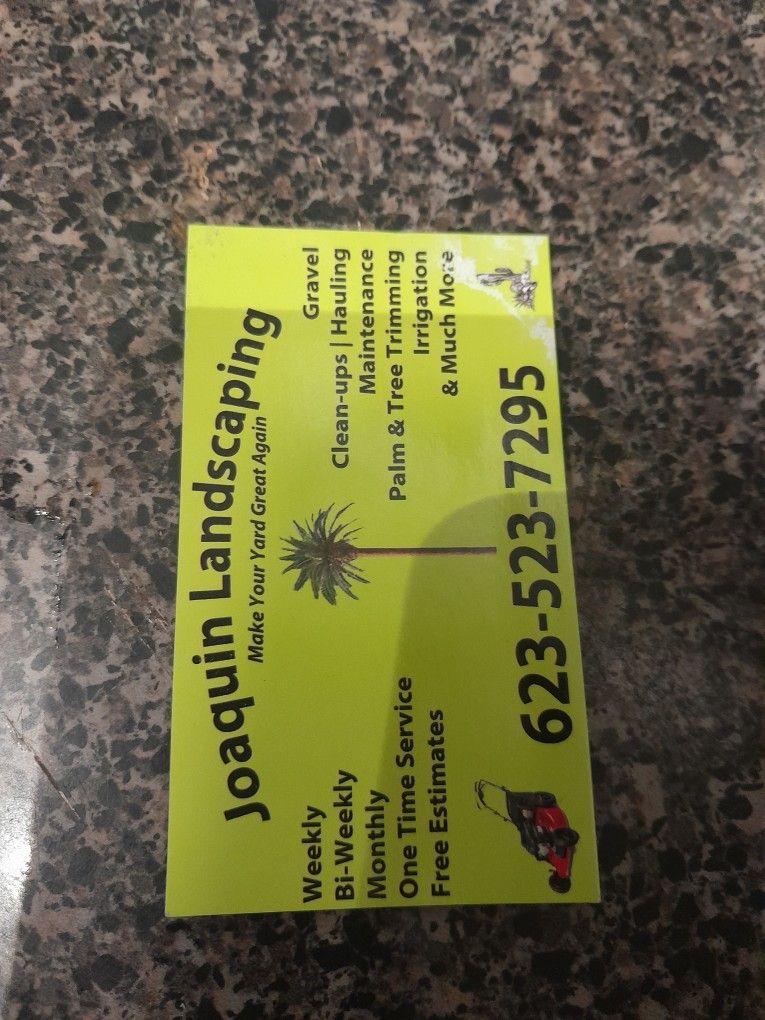 Joaquin Landscaping
Make Your Yard Great Again
Weekly
Bi-Weekly
Monthly
One Time Service
Free Estimates
Gravel
Clean-ups | Hauling
Maintenance
Palm & Tree Trimming
Irrigation
& Much More
623-523-7295